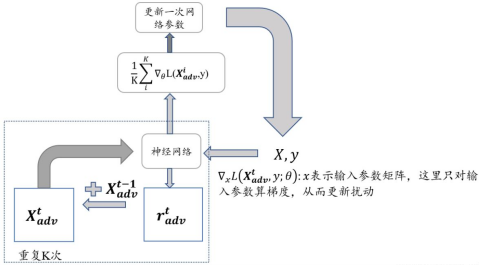 更新一次网
络参数
$\frac{1}{K}\sum_{i}^{K} \nabla_{\theta} L(X_{adv}^{i}, y)$
神经网络
X, y
$\nabla_{x} L(X_{adv}^{t}, y; \theta)$: x表示输入参数矩阵，这里只对输
入参数算梯度，从而更新扰动
$X_{adv}^{t-1}$
$X_{adv}^{t}$
$r_{adv}^{t}$
重复K次